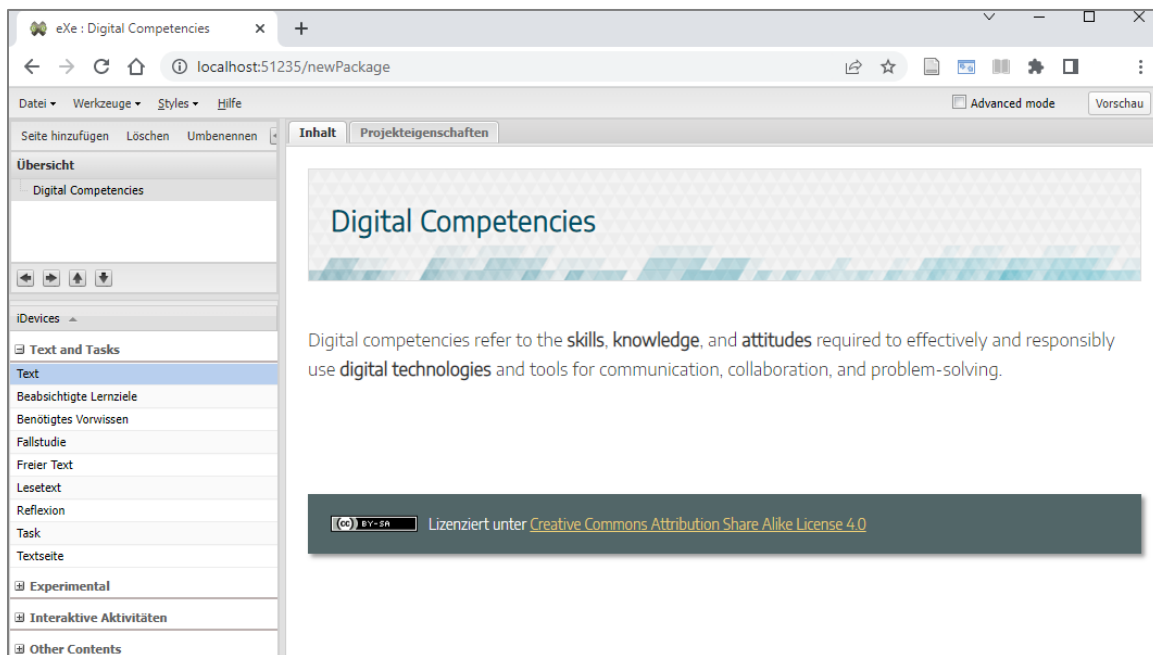 eXe : Digital Competencies
localhost:51235/newPackage
Datei Werkzeuge Styles Hilfe Advanced mode Vorschau
Seite hinzufügen Löschen Umbenennen
Inhalt Projekteigenschaften
Übersicht
Digital Competencies
Digital Competencies
iDevices
Text and Tasks
Text
Beabsichtigte Lernziele
Benötigtes Vorwissen
Fallstudie
Freier Text
Lesetext
Reflexion
Task
Textseite
Experimental
Interaktive Aktivitäten
Other Contents
Digital competencies refer to the skills, knowledge, and attitudes required to effectively and responsibly
use digital technologies and tools for communication, collaboration, and problem-solving.
(cc) BY-SA Lizenziert unter Creative Commons Attribution Share Alike License 4.0